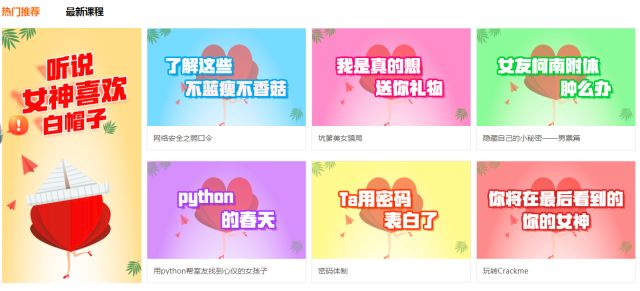 热门推荐 最新课程
听说
女神喜欢
白帽子
了解这些
不蓝瘦不香菇
网络安全之弱口令
我是真的想
送你礼物
坑爹美女骗局
女友柯南附体
肿么办
隐藏自己的小秘密——男票篇
python
的春天
用python帮室友找到心仪的女孩子
Ta用密码
表白了
密码体制
你将在最后看到的
你的女神
玩转Crackme